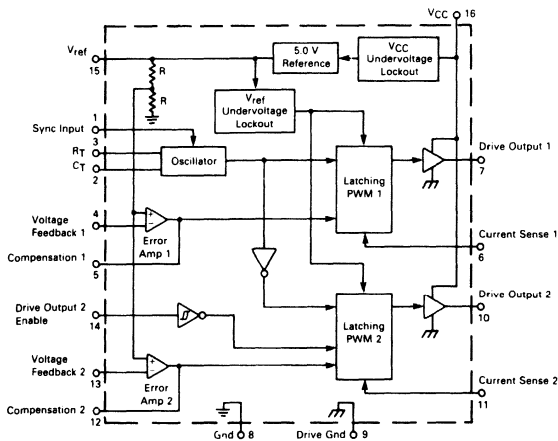 VCC
16
Vref
15
R
R
5.0 V
Reference
VCC
Undervoltage
Lockout
Vref
Undervoltage
Lockout
1
Sync Input
3
RT
CT
2
Oscillator
Latching
PWM 1
Drive Output 1
7
4
Voltage
Feedback 1
+
−
Error
Amp 1
Compensation 1
5
Current Sense 1
6
Drive Output 2
Enable
14
Latching
PWM 2
Drive Output 2
10
Voltage
Feedback 2
13
+
−
Error
Amp 2
Compensation 2
12
Current Sense 2
11
Gnd
8
Drive Gnd
9